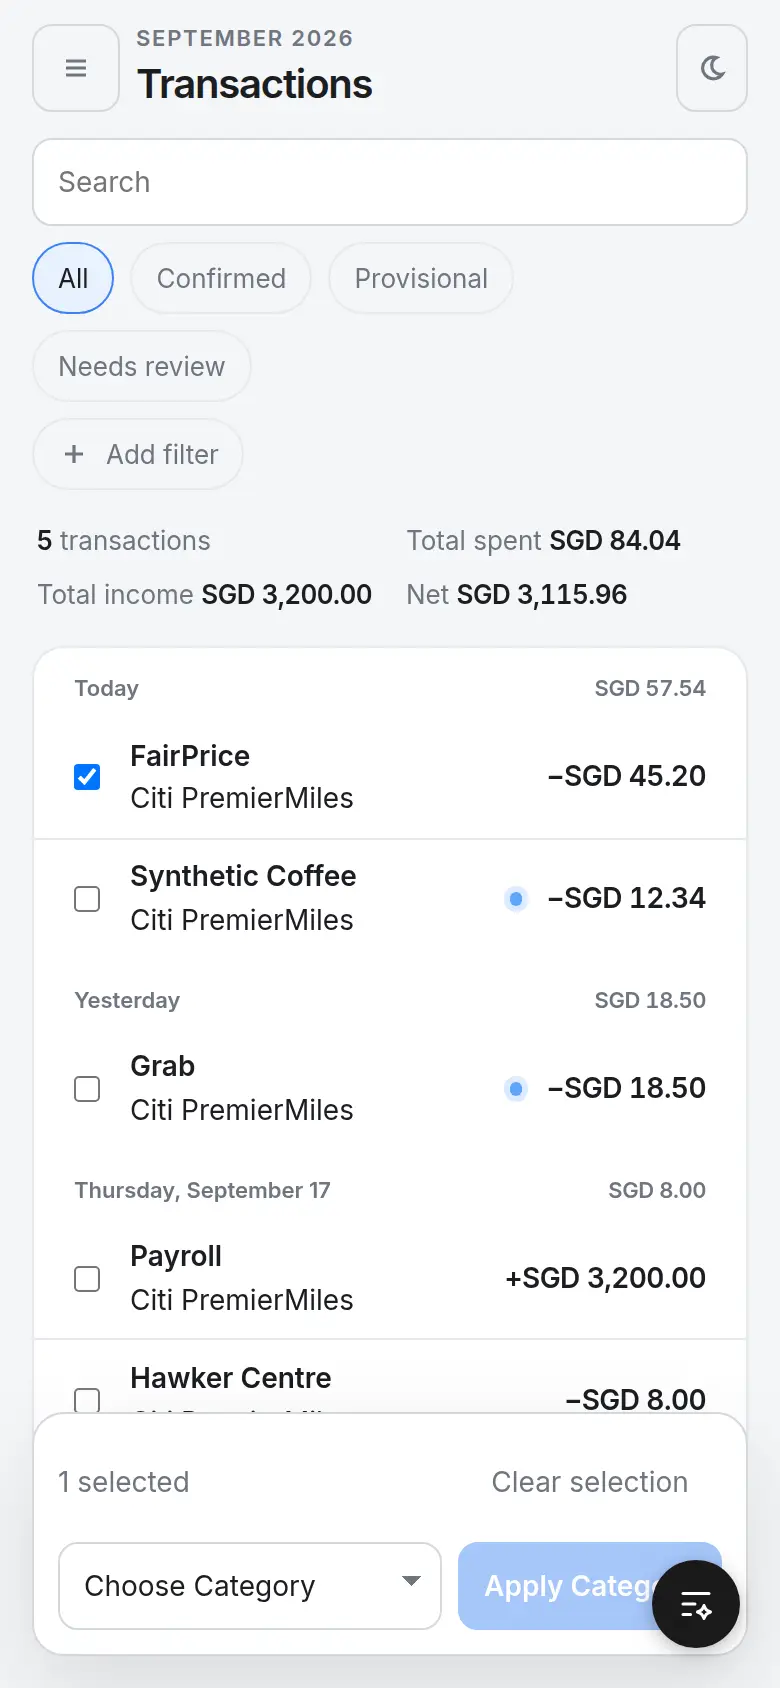 SEPTEMBER 2026
Transactions
Search
All Confirmed Provisional
Needs review
+ Add filter
5 transactions Total spent SGD 84.04
Total income SGD 3,200.00 Net SGD 3,115.96
Today SGD 57.54
FairPrice
Citi PremierMiles
−SGD 45.20
Synthetic Coffee
Citi PremierMiles
−SGD 12.34
Yesterday SGD 18.50
Grab
Citi PremierMiles
−SGD 18.50
Thursday, September 17 SGD 8.00
Payroll
Citi PremierMiles
+SGD 3,200.00
Hawker Centre
−SGD 8.00
1 selected Clear selection
Choose Category Apply